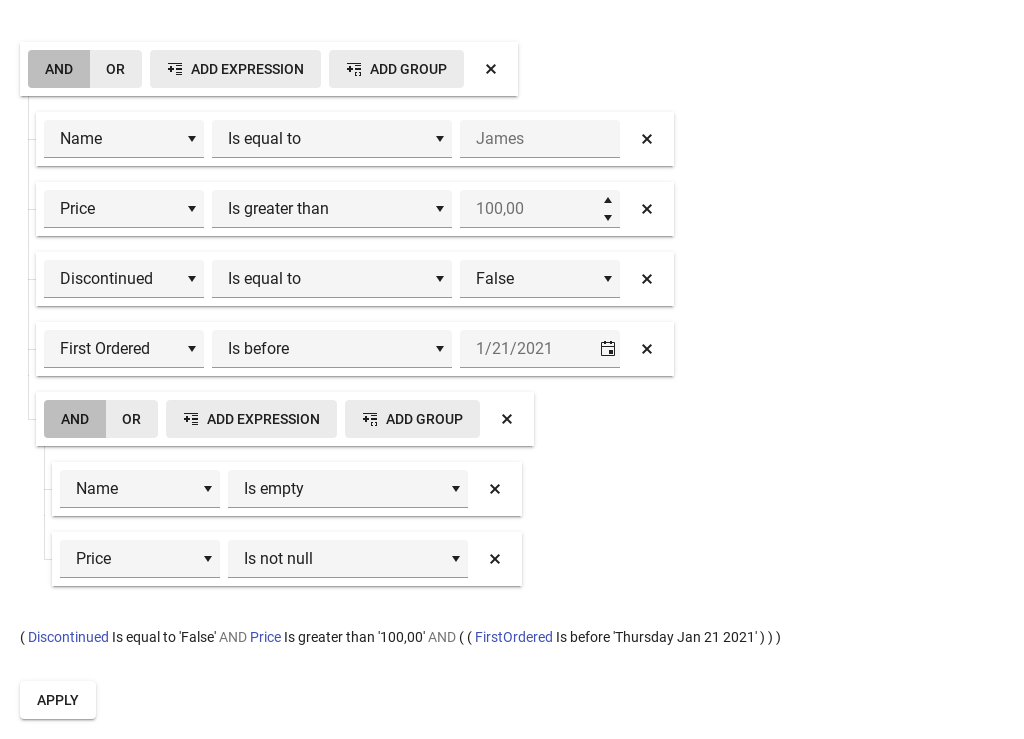 AND OR ADD EXPRESSION ADD GROUP
Name Is equal to James
Price Is greater than 100,00
Discontinued Is equal to False
First Ordered Is before 1/21/2021
AND OR ADD EXPRESSION ADD GROUP
Name Is empty
Price Is not null
( Discontinued Is equal to 'False' AND Price Is greater than '100,00' AND ( ( FirstOrdered Is before 'Thursday Jan 21 2021' ) ) )
APPLY